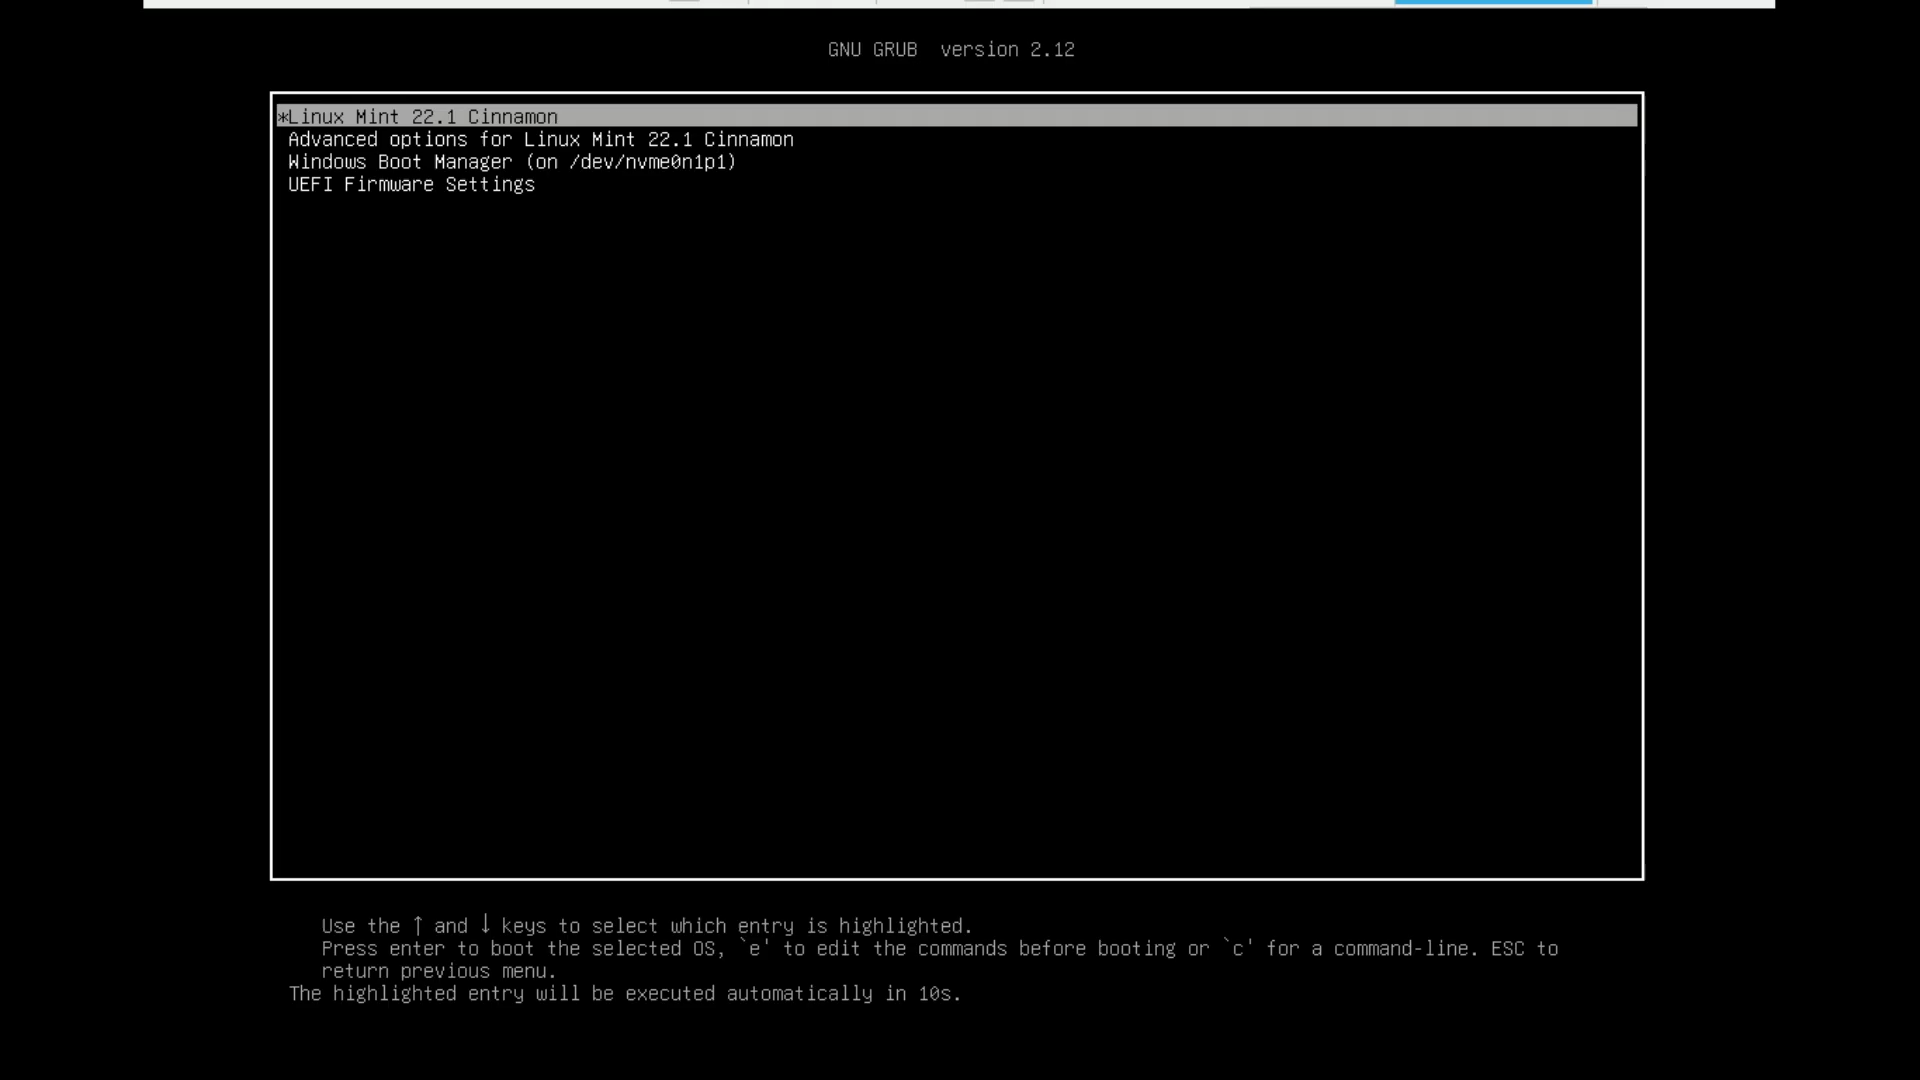 GNU GRUB  version 2.12
*Linux Mint 22.1 Cinnamon
Advanced options for Linux Mint 22.1 Cinnamon
Windows Boot Manager (on /dev/nvme0n1p1)
UEFI Firmware Settings
Use the ↑ and ↓ keys to select which entry is highlighted.
Press enter to boot the selected OS, `e' to edit the commands before booting or `c' for a command-line. ESC to
return previous menu.
The highlighted entry will be executed automatically in 10s.